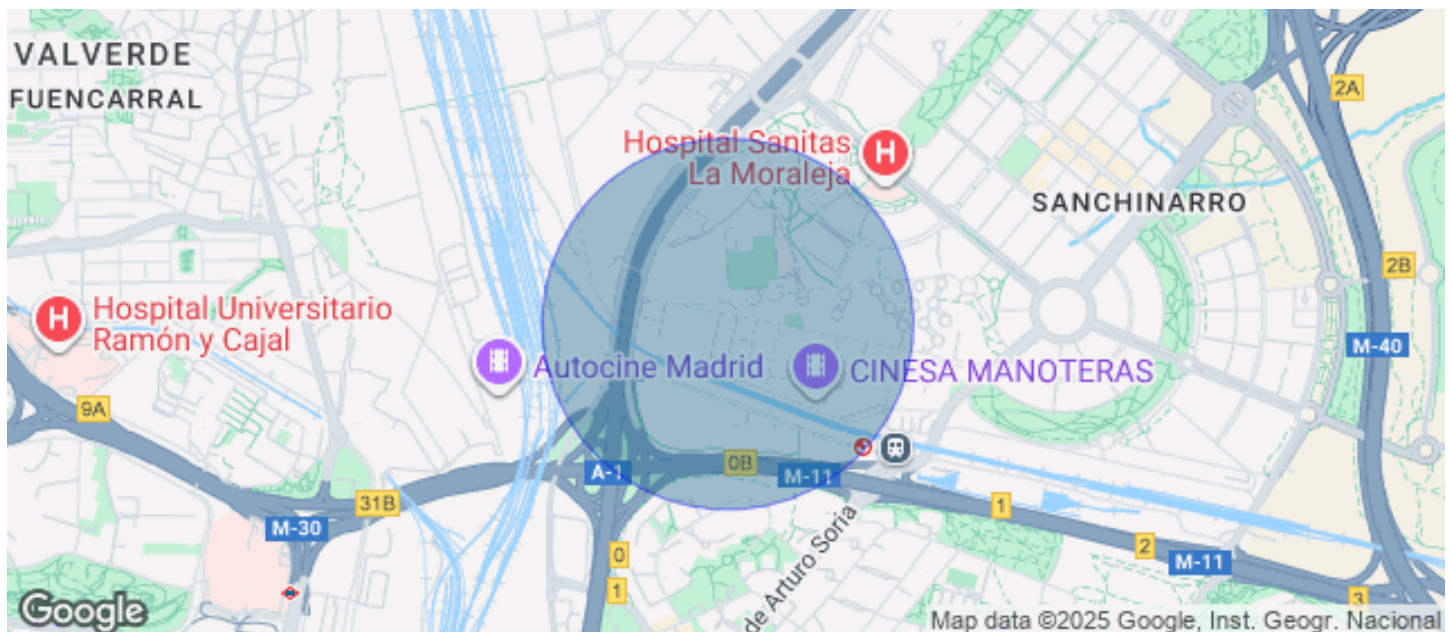 VALVERDE
FUENCARRAL
Hospital Sanitas
La Moraleja
2A
SANCHINARRO
2B
Hospital Universitario
Ramón y Cajal
M-40
Autocine Madrid
CINESA MANOTERAS
9A
A-1
0B
M-11
31B
M-30
1
0
1
2
M-11
3
de Arturo Soria
Google
Map data ©2025 Google, Inst. Geogr. Nacional